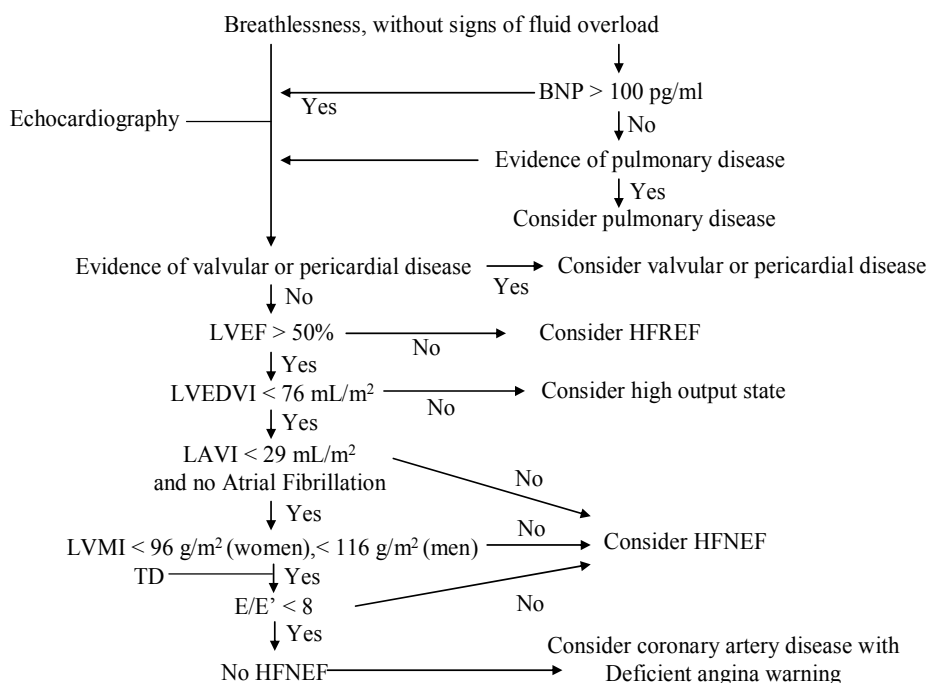 Breathlessness, without signs of fluid overload
BNP > 100 pg/ml
Yes
Echocardiography
No
Evidence of pulmonary disease
Yes
Consider pulmonary disease
Evidence of valvular or pericardial disease
Consider valvular or pericardial disease
Yes
No
LVEF > 50%
Consider HFREF
No
Yes
LVEDVI < 76 mL/m²
Consider high output state
No
Yes
LAVI < 29 mL/m²
and no Atrial Fibrillation
No
Yes
LVMI < 96 g/m² (women),< 116 g/m² (men)
No
Consider HFNEF
TD
Yes
E/E’ < 8
No
Yes
No HFNEF
Consider coronary artery disease with
Deficient angina warning